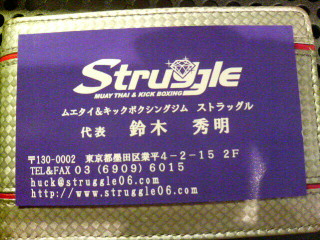 Struggle
MUAY THAI & KICK BOXING
ムエタイ&キックボクシングジム ストラッグル
代表 鈴木 秀明
〒130-0002 東京都墨田区業平4-2-15 2F
TEL&FAX 03 (6909) 6015
huck@struggle06.com
http://www.struggle06.com